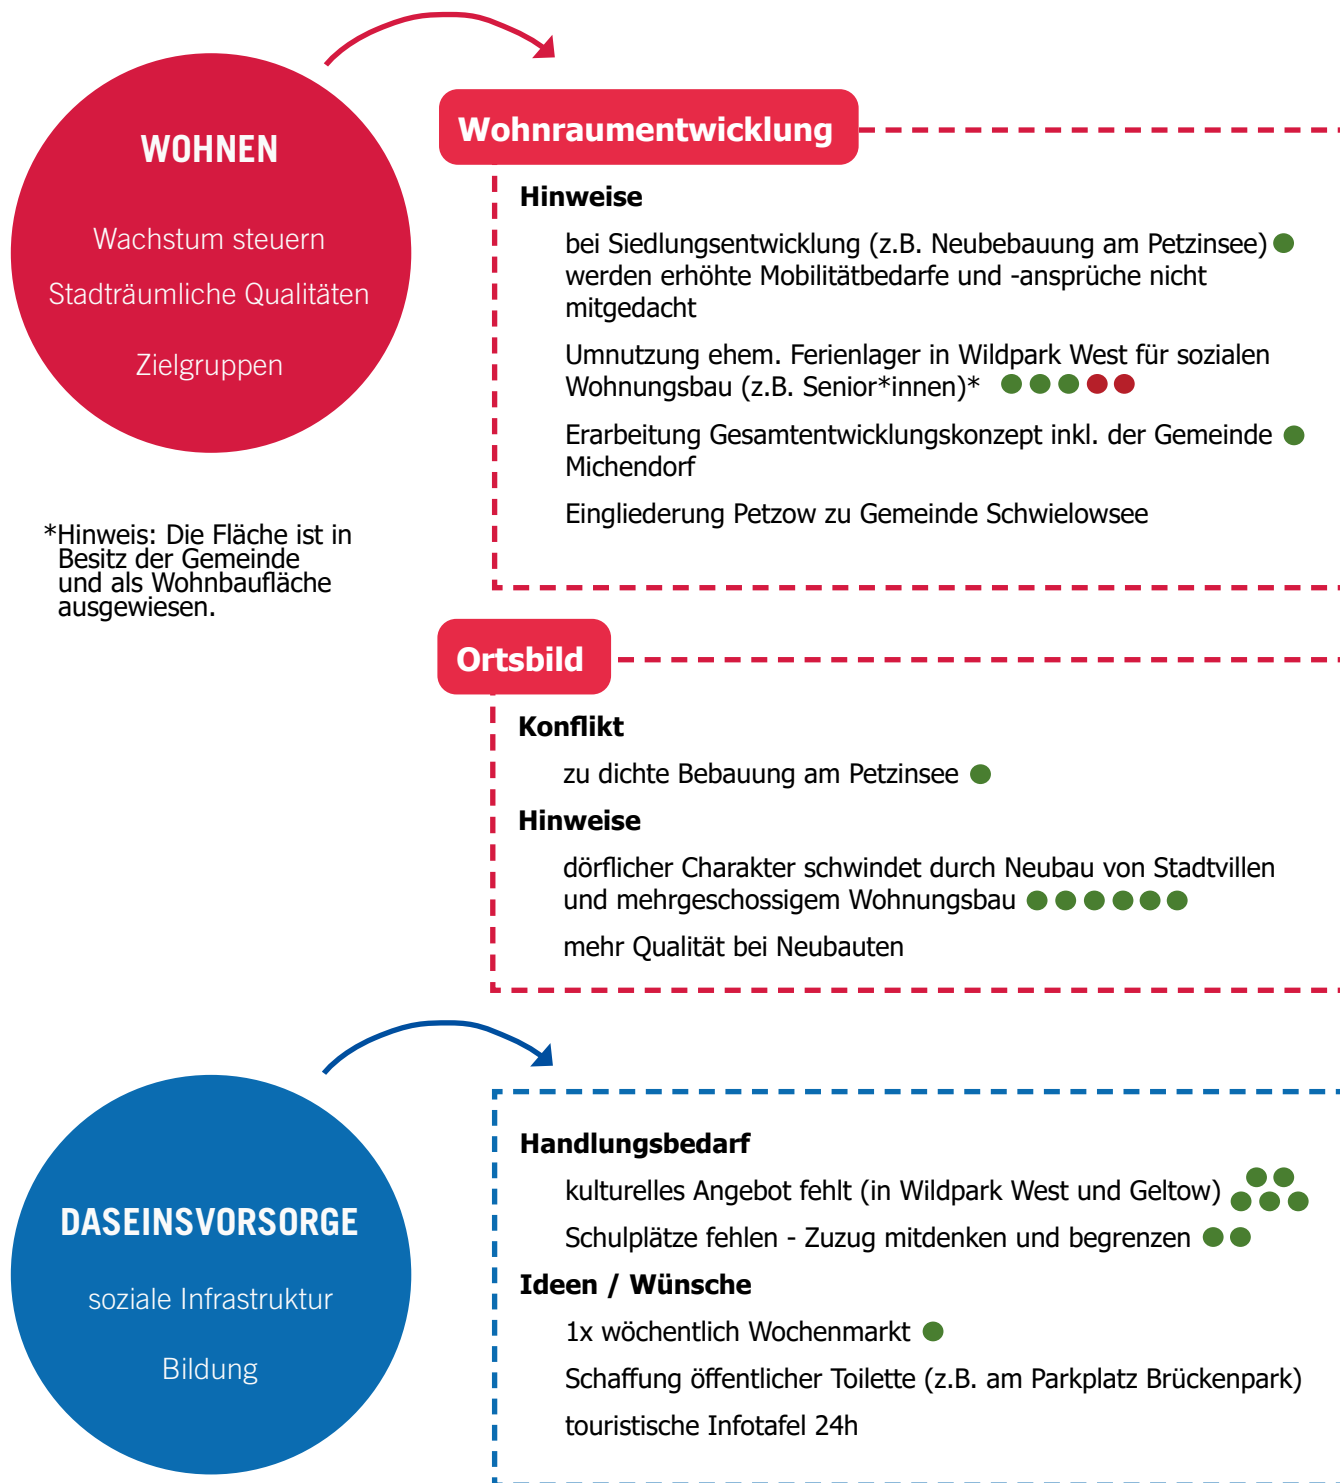 WOHNEN
Wachstum steuern
Stadträumliche Qualitäten
Zielgruppen
*Hinweis: Die Fläche ist in
Besitz der Gemeinde
und als Wohnbaufläche
ausgewiesen.
Wohnraumentwicklung
Hinweise
bei Siedlungsentwicklung (z.B. Neubebauung am Petzinsee)
werden erhöhte Mobilitätbedarfe und -ansprüche nicht
mitgedacht
Umnutzung ehem. Ferienlager in Wildpark West für sozialen
Wohnungsbau (z.B. Senior*innen)*
Erarbeitung Gesamtentwicklungskonzept inkl. der Gemeinde
Michendorf
Eingliederung Petzow zu Gemeinde Schwielowsee
Ortsbild
Konflikt
zu dichte Bebauung am Petzinsee
Hinweise
dörflicher Charakter schwindet durch Neubau von Stadtvillen
und mehrgeschossigem Wohnungsbau
mehr Qualität bei Neubauten
DASEINSVORSORGE
soziale Infrastruktur
Bildung
Handlungsbedarf
kulturelles Angebot fehlt (in Wildpark West und Geltow)
Schulplätze fehlen - Zuzug mitdenken und begrenzen
Ideen / Wünsche
1x wöchentlich Wochenmarkt
Schaffung öffentlicher Toilette (z.B. am Parkplatz Brückenpark)
touristische Infotafel 24h